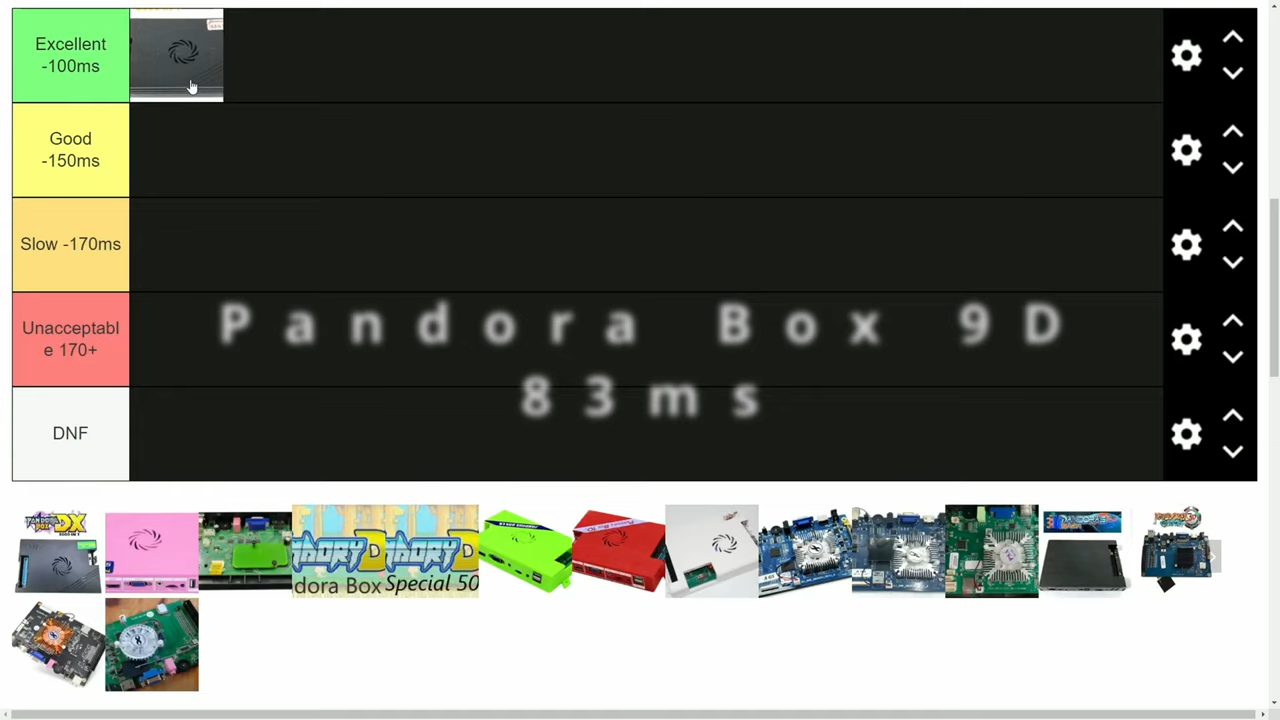 Excellent
-100ms
Good
-150ms
Slow -170ms
Unacceptabl
e 170+
Pandora Box 9D
83ms
DNF
DX
dora Box
Special 50